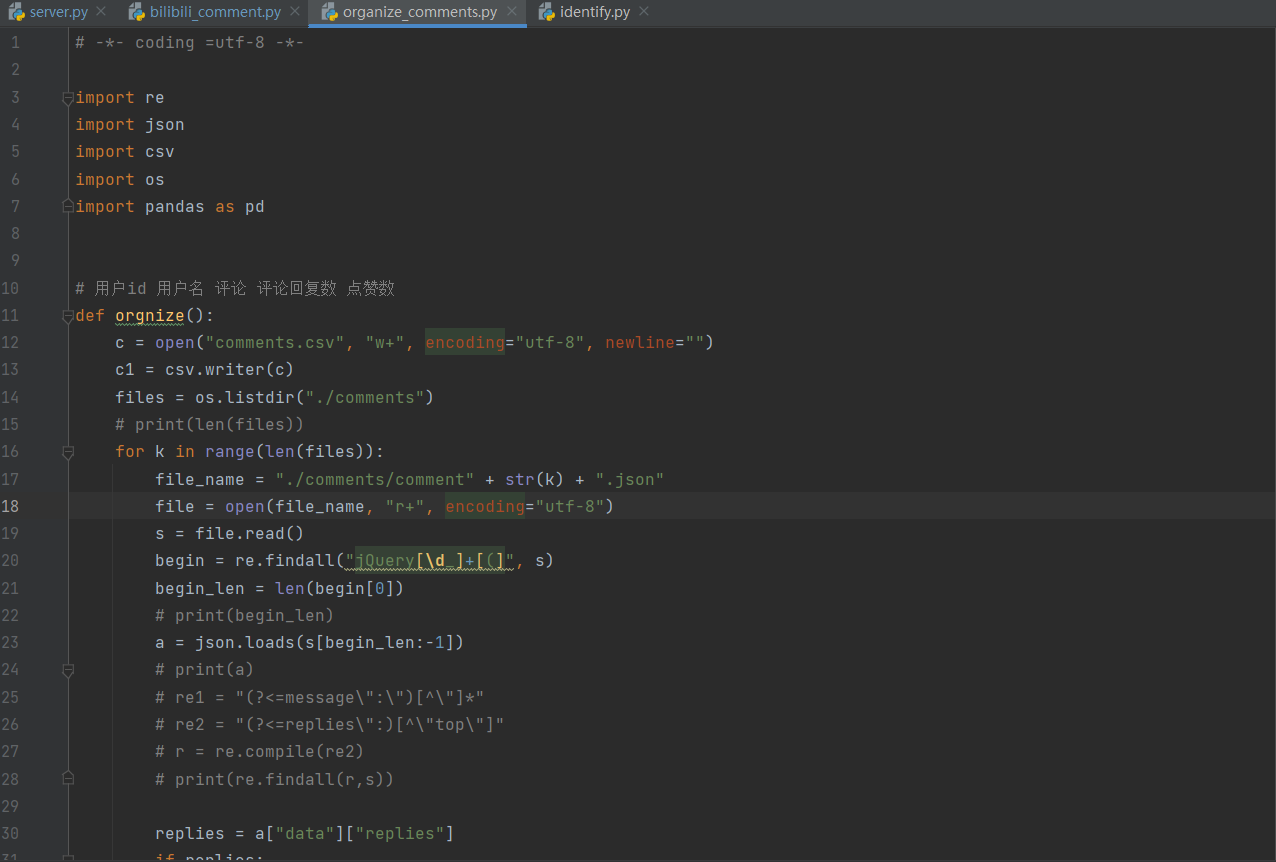 server.py bilibili_comment.py organize_comments.py identify.py
1 # -*- coding =utf-8 -*-
2
3 import re
4 import json
5 import csv
6 import os
7 import pandas as pd
8
9
10 # 用户id 用户名 评论 评论回复数 点赞数
11 def orgnize():
12 c = open("comments.csv", "w+", encoding="utf-8", newline="")
13 c1 = csv.writer(c)
14 files = os.listdir("./comments")
15 # print(len(files))
16 for k in range(len(files)):
17 file_name = "./comments/comment" + str(k) + ".json"
18 file = open(file_name, "r+", encoding="utf-8")
19 s = file.read()
20 begin = re.findall("jQuery[\d_]+[(]", s)
21 begin_len = len(begin[0])
22 # print(begin_len)
23 a = json.loads(s[begin_len:-1])
24 # print(a)
25 # re1 = "(?<=message\":\")[^\"]*"
26 # re2 = "(?<=replies\":)[^\"top\"]"
27 # r = re.compile(re2)
28 # print(re.findall(r,s))
29
30 replies = a["data"]["replies"]
31 if replies: